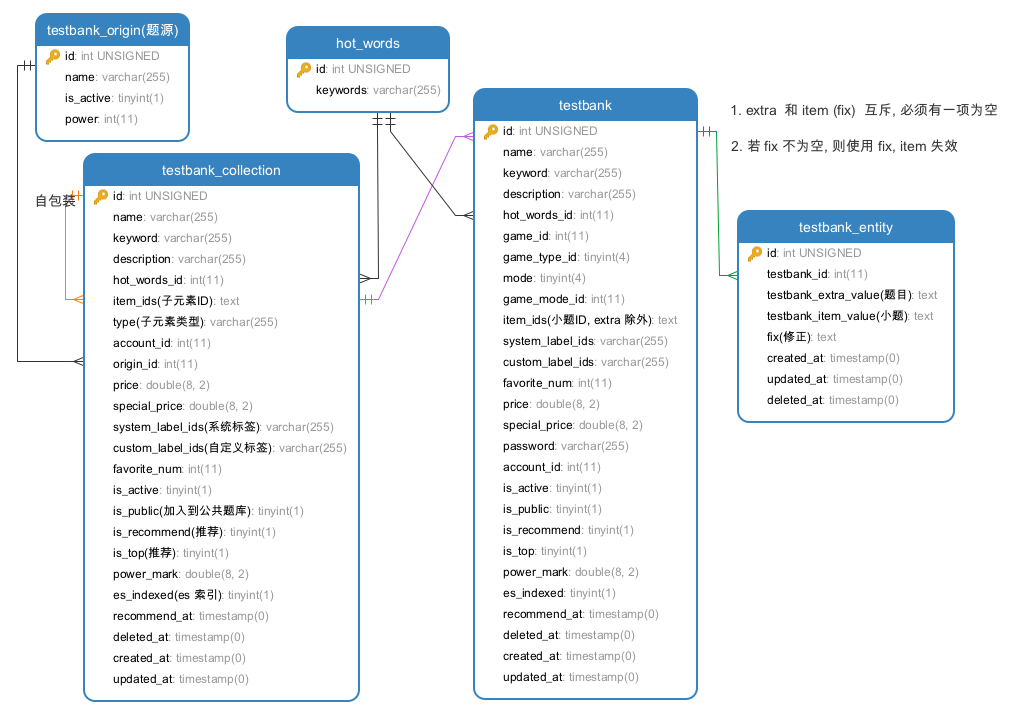 testbank_origin(题源)
id: int UNSIGNED
name: varchar(255)
is_active: tinyint(1)
power: int(11)
hot_words
id: int UNSIGNED
keywords: varchar(255)
testbank_collection
自包装
id: int UNSIGNED
name: varchar(255)
keyword: varchar(255)
description: varchar(255)
hot_words_id: int(11)
item_ids(子元素ID): text
type(子元素类型): varchar(255)
account_id: int(11)
origin_id: int(11)
price: double(8, 2)
special_price: double(8, 2)
system_label_ids(系统标签): varchar(255)
custom_label_ids(自定义标签): varchar(255)
favorite_num: int(11)
is_active: tinyint(1)
is_public(加入到公共题库): tinyint(1)
is_recommend(推荐): tinyint(1)
is_top(推荐): tinyint(1)
power_mark: double(8, 2)
es_indexed(es 索引): tinyint(1)
recommend_at: timestamp(0)
deleted_at: timestamp(0)
created_at: timestamp(0)
updated_at: timestamp(0)
testbank
id: int UNSIGNED
name: varchar(255)
keyword: varchar(255)
description: varchar(255)
hot_words_id: int(11)
game_id: int(11)
game_type_id: tinyint(4)
mode: tinyint(4)
game_mode_id: int(11)
item_ids(小题ID, extra 除外): text
system_label_ids: varchar(255)
custom_label_ids: varchar(255)
favorite_num: int(11)
price: double(8, 2)
special_price: double(8, 2)
password: varchar(255)
account_id: int(11)
is_active: tinyint(1)
is_public: tinyint(1)
is_recommend: tinyint(1)
is_top: tinyint(1)
power_mark: double(8, 2)
es_indexed: tinyint(1)
recommend_at: timestamp(0)
deleted_at: timestamp(0)
created_at: timestamp(0)
updated_at: timestamp(0)
1. extra 和 item (fix) 互斥, 必须有一项为空
2. 若 fix 不为空, 则使用 fix, item 失效
testbank_entity
id: int UNSIGNED
testbank_id: int(11)
testbank_extra_value(题目): text
testbank_item_value(小题): text
fix(修正): text
created_at: timestamp(0)
updated_at: timestamp(0)
deleted_at: timestamp(0)